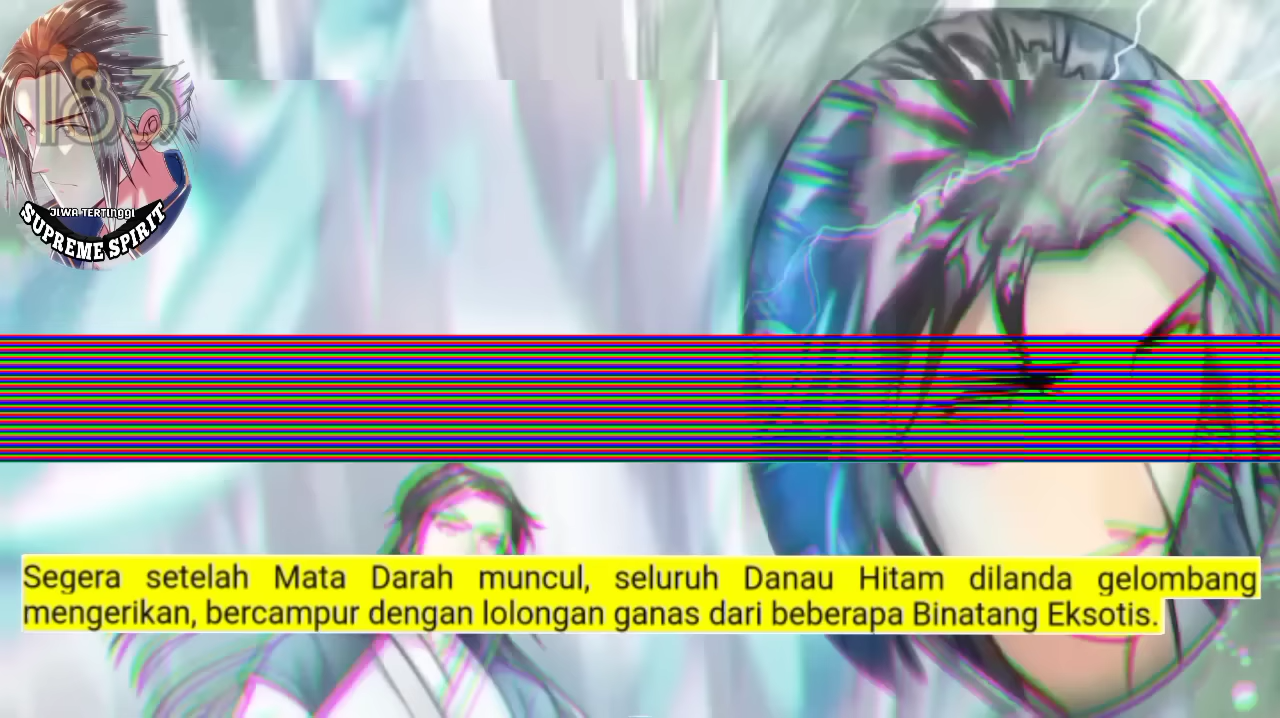 183
JIWA TERTINGGI
SUPREME SPIRIT
Segera setelah Mata Darah muncul, seluruh Danau Hitam dilanda gelombang
mengerikan, bercampur dengan lolongan ganas dari beberapa Binatang Eksotis.